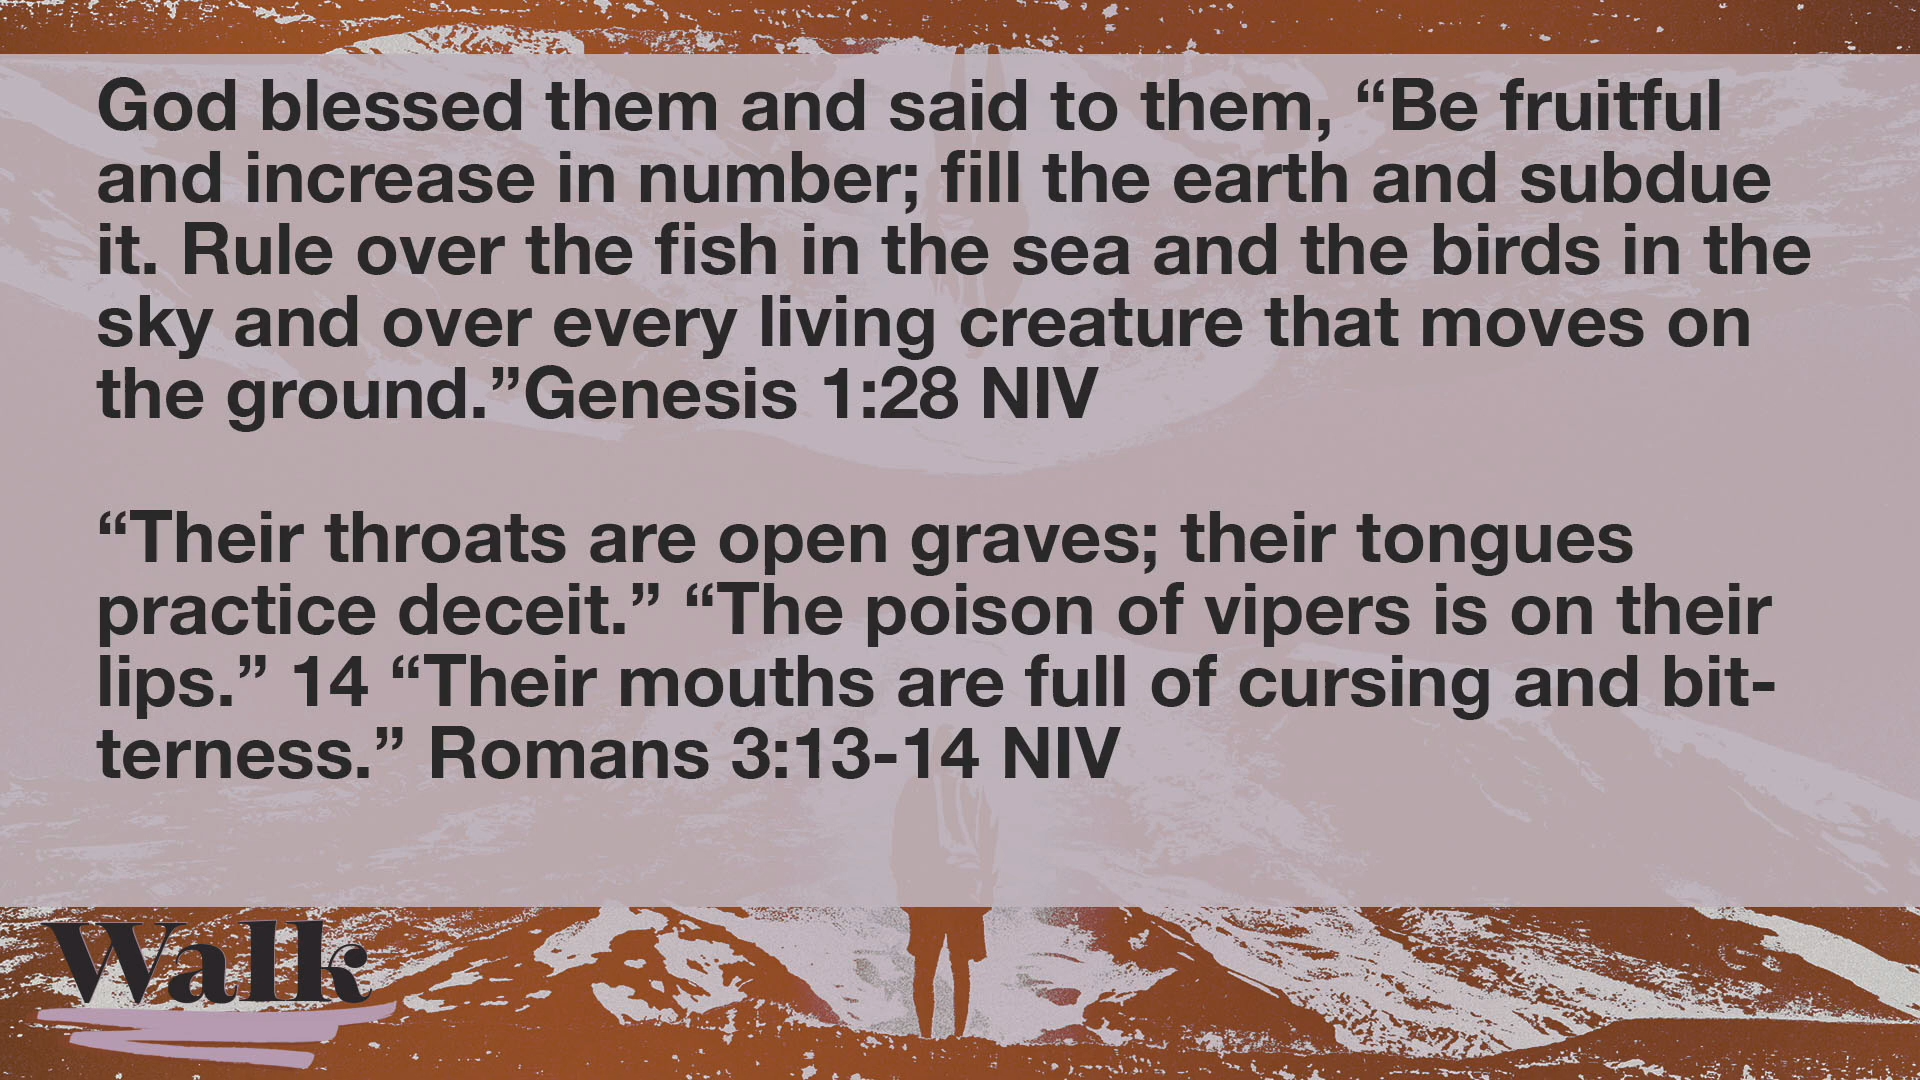 God blessed them and said to them, “Be fruitful
and increase in number; fill the earth and subdue
it. Rule over the fish in the sea and the birds in the
sky and over every living creature that moves on
the ground.”Genesis 1:28 NIV
“Their throats are open graves; their tongues
practice deceit.” “The poison of vipers is on their
lips.” 14 “Their mouths are full of cursing and bit-
terness.” Romans 3:13-14 NIV
Walk